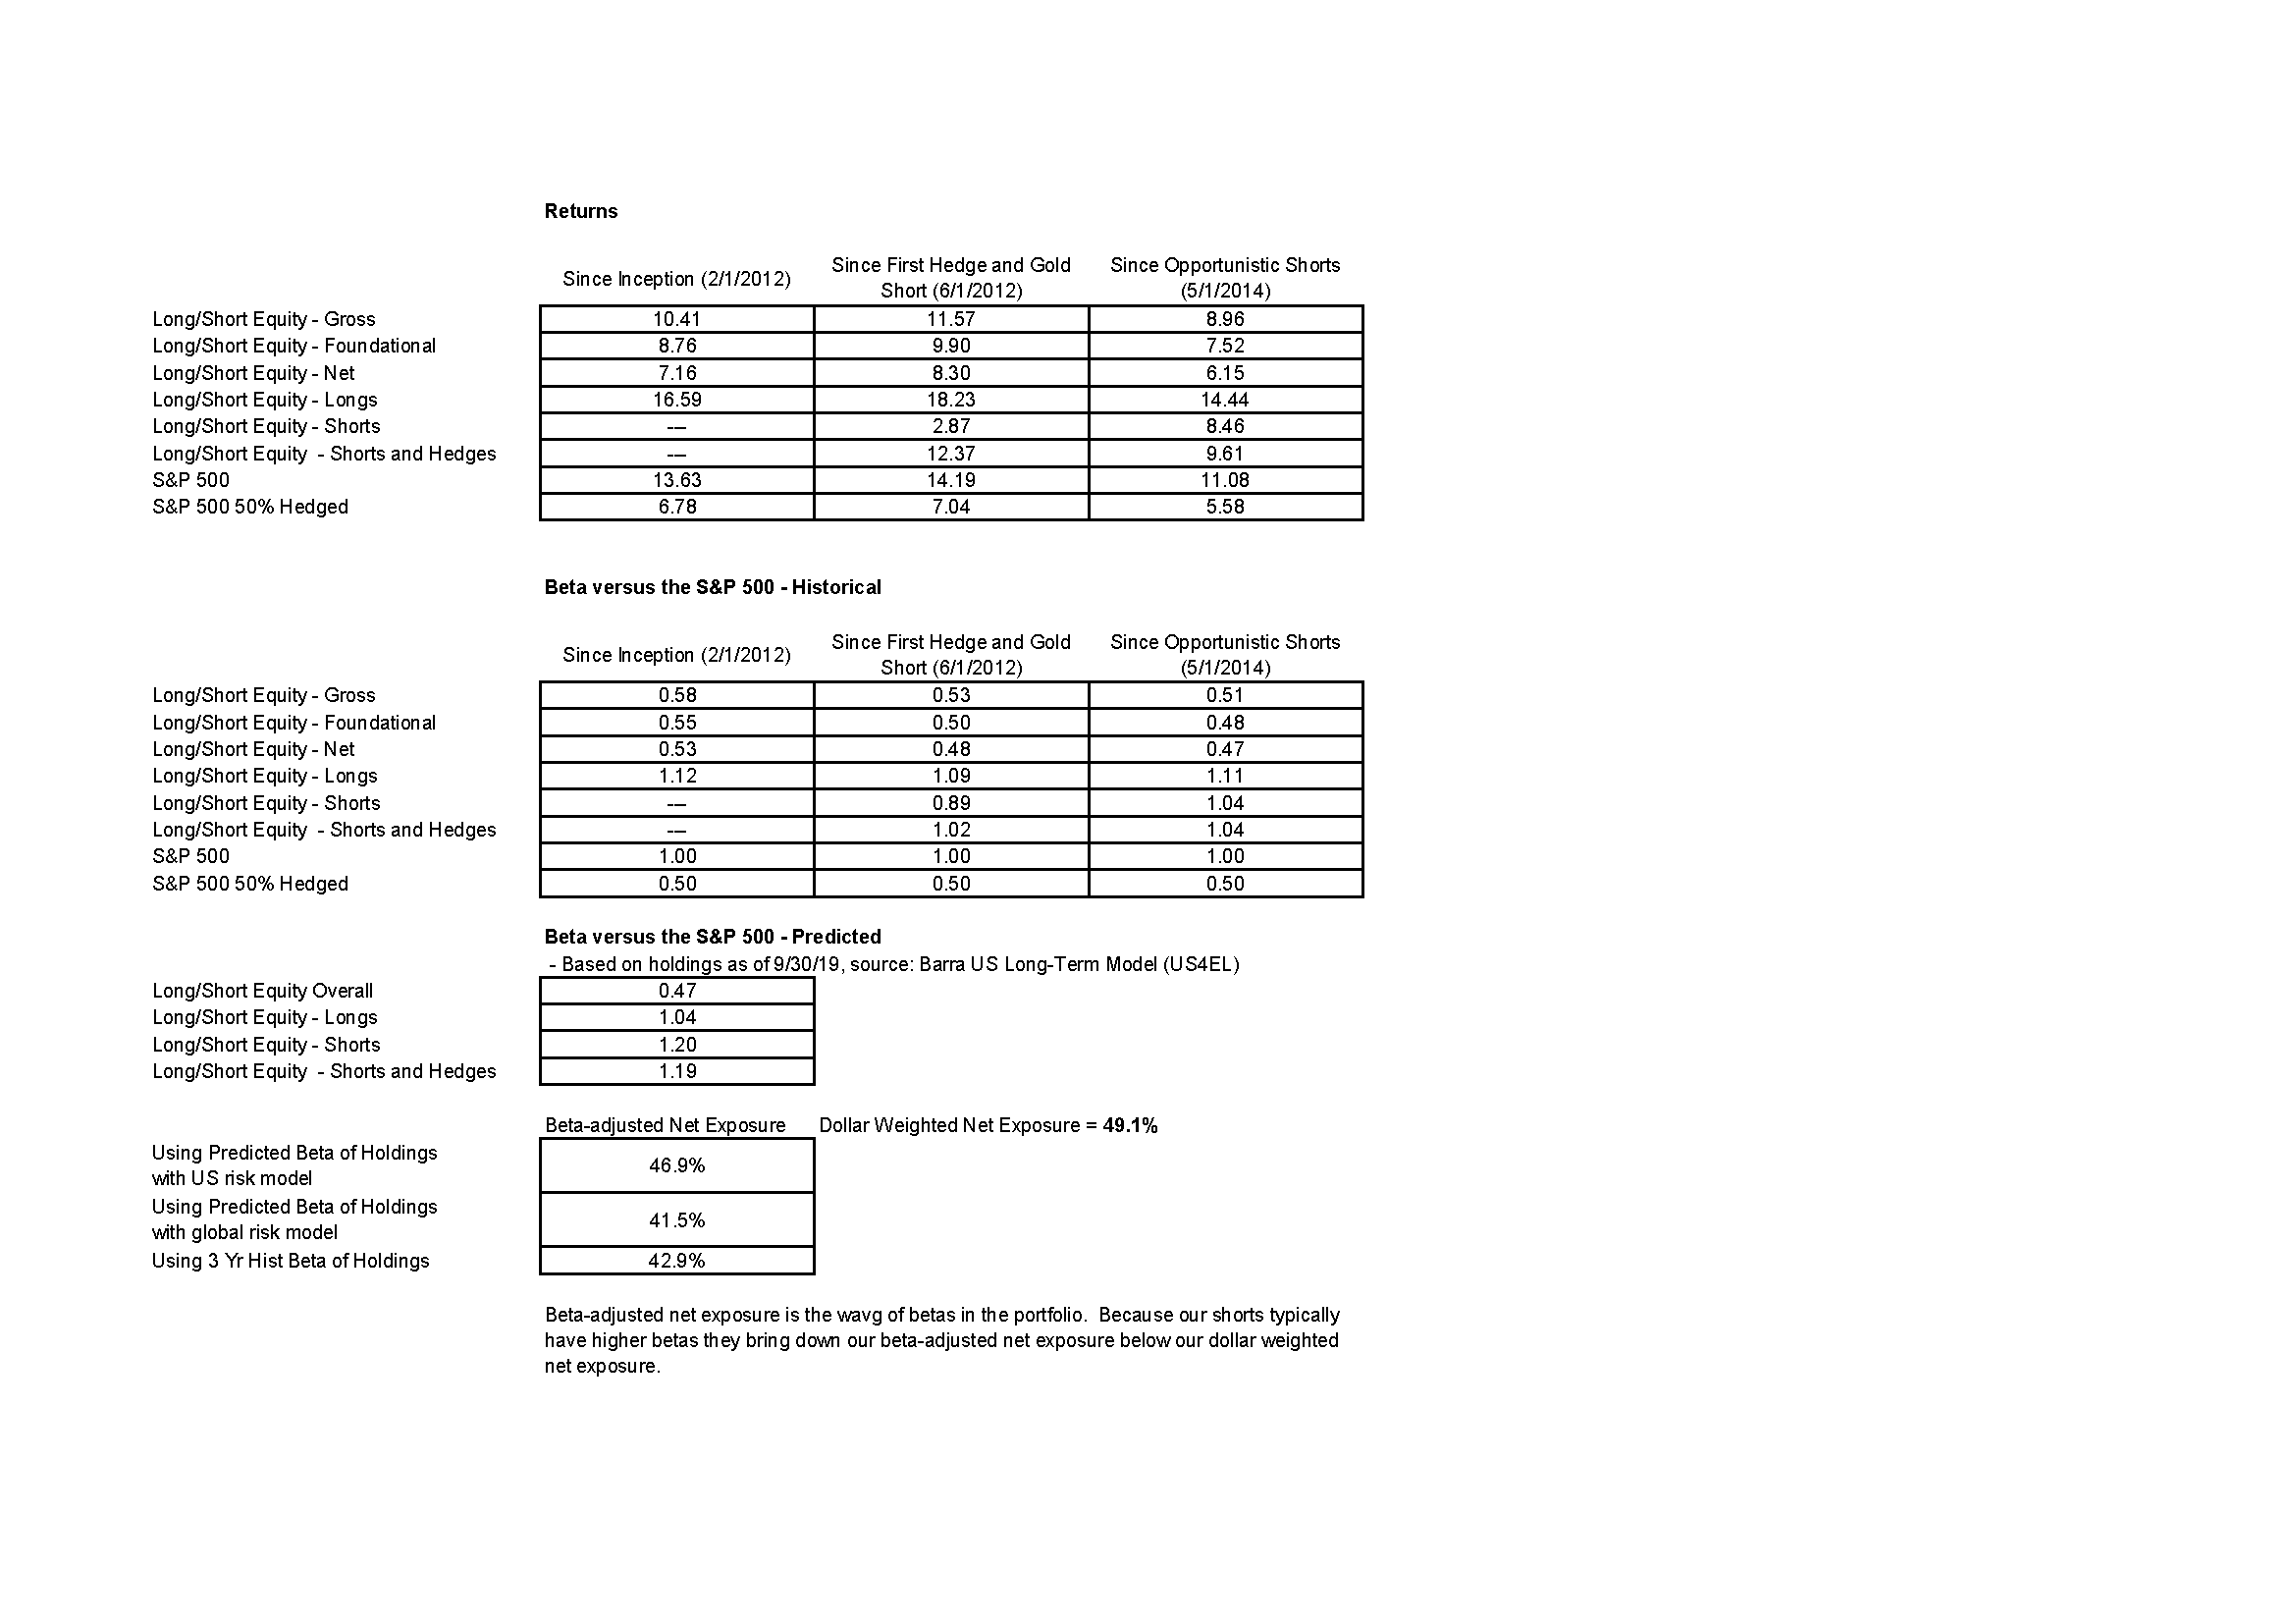 Returns
Since Inception (2/1/2012) Since First Hedge and Gold Short (6/1/2012) Since Opportunistic Shorts (5/1/2014)
Long/Short Equity - Gross 10.41 11.57 8.96
Long/Short Equity - Foundational 8.76 9.90 7.52
Long/Short Equity - Net 7.16 8.30 6.15
Long/Short Equity - Longs 16.59 18.23 14.44
Long/Short Equity - Shorts --- 2.87 8.46
Long/Short Equity  - Shorts and Hedges --- 12.37 9.61
S&P 500 13.63 14.19 11.08
S&P 500 50% Hedged 6.78 7.04 5.58
Beta versus the S&P 500 - Historical
Since Inception (2/1/2012) Since First Hedge and Gold Short (6/1/2012) Since Opportunistic Shorts (5/1/2014)
Long/Short Equity - Gross 0.58 0.53 0.51
Long/Short Equity - Foundational 0.55 0.50 0.48
Long/Short Equity - Net 0.53 0.48 0.47
Long/Short Equity - Longs 1.12 1.09 1.11
Long/Short Equity - Shorts --- 0.89 1.04
Long/Short Equity  - Shorts and Hedges --- 1.02 1.04
S&P 500 1.00 1.00 1.00
S&P 500 50% Hedged 0.50 0.50 0.50
Beta versus the S&P 500 - Predicted
- Based on holdings as of 9/30/19, source: Barra US Long-Term Model (US4EL)
Long/Short Equity Overall 0.47
Long/Short Equity - Longs 1.04
Long/Short Equity - Shorts 1.20
Long/Short Equity  - Shorts and Hedges 1.19
Beta-adjusted Net Exposure Dollar Weighted Net Exposure = 49.1%
Using Predicted Beta of Holdings
with US risk model 46.9%
Using Predicted Beta of Holdings
with global risk model 41.5%
Using 3 Yr Hist Beta of Holdings 42.9%
Beta-adjusted net exposure is the wavg of betas in the portfolio.  Because our shorts typically
have higher betas they bring down our beta-adjusted net exposure below our dollar weighted
net exposure.